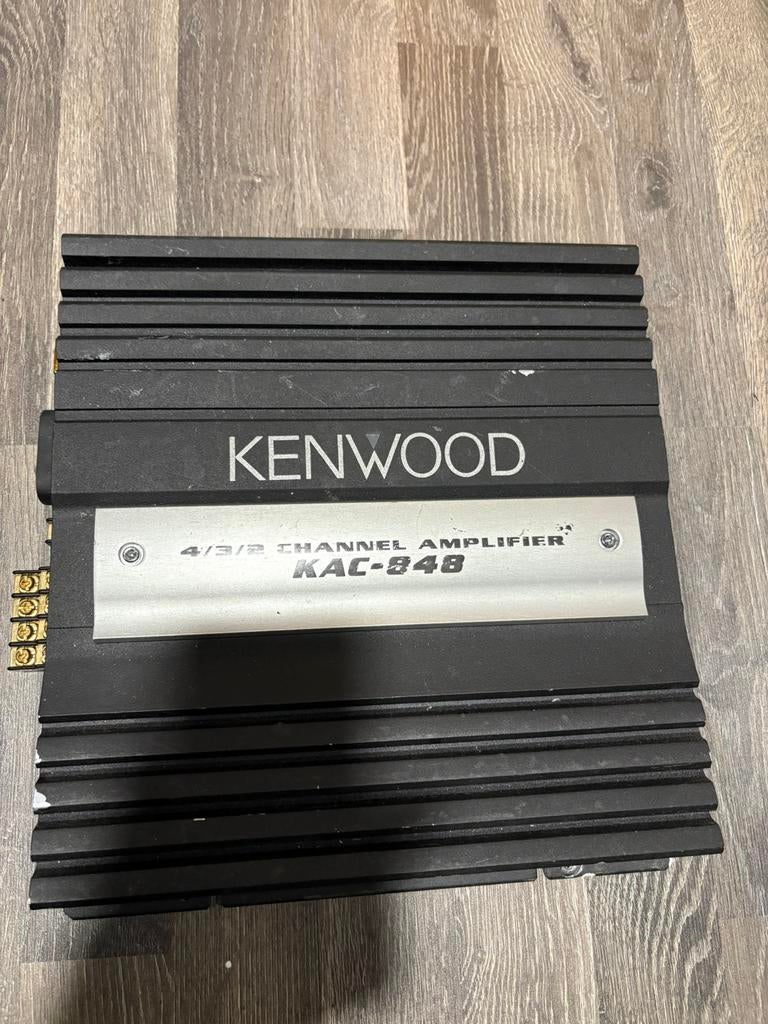 KENWOOD
4/3/2 CHANNEL AMPLIFIER
KAC-848